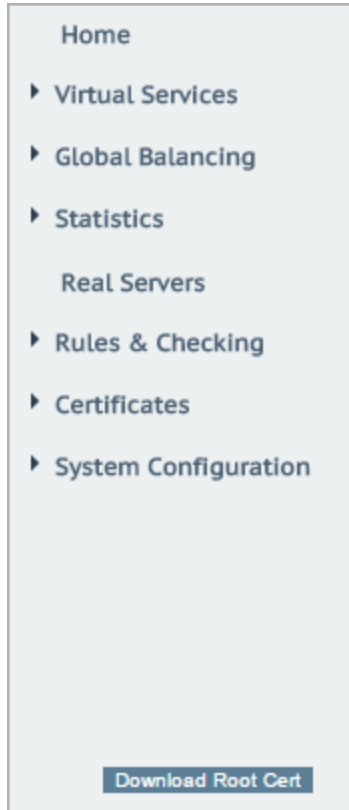 Home
Virtual Services
Global Balancing
Statistics
Real Servers
Rules & Checking
Certificates
System Configuration
Download Root Cert